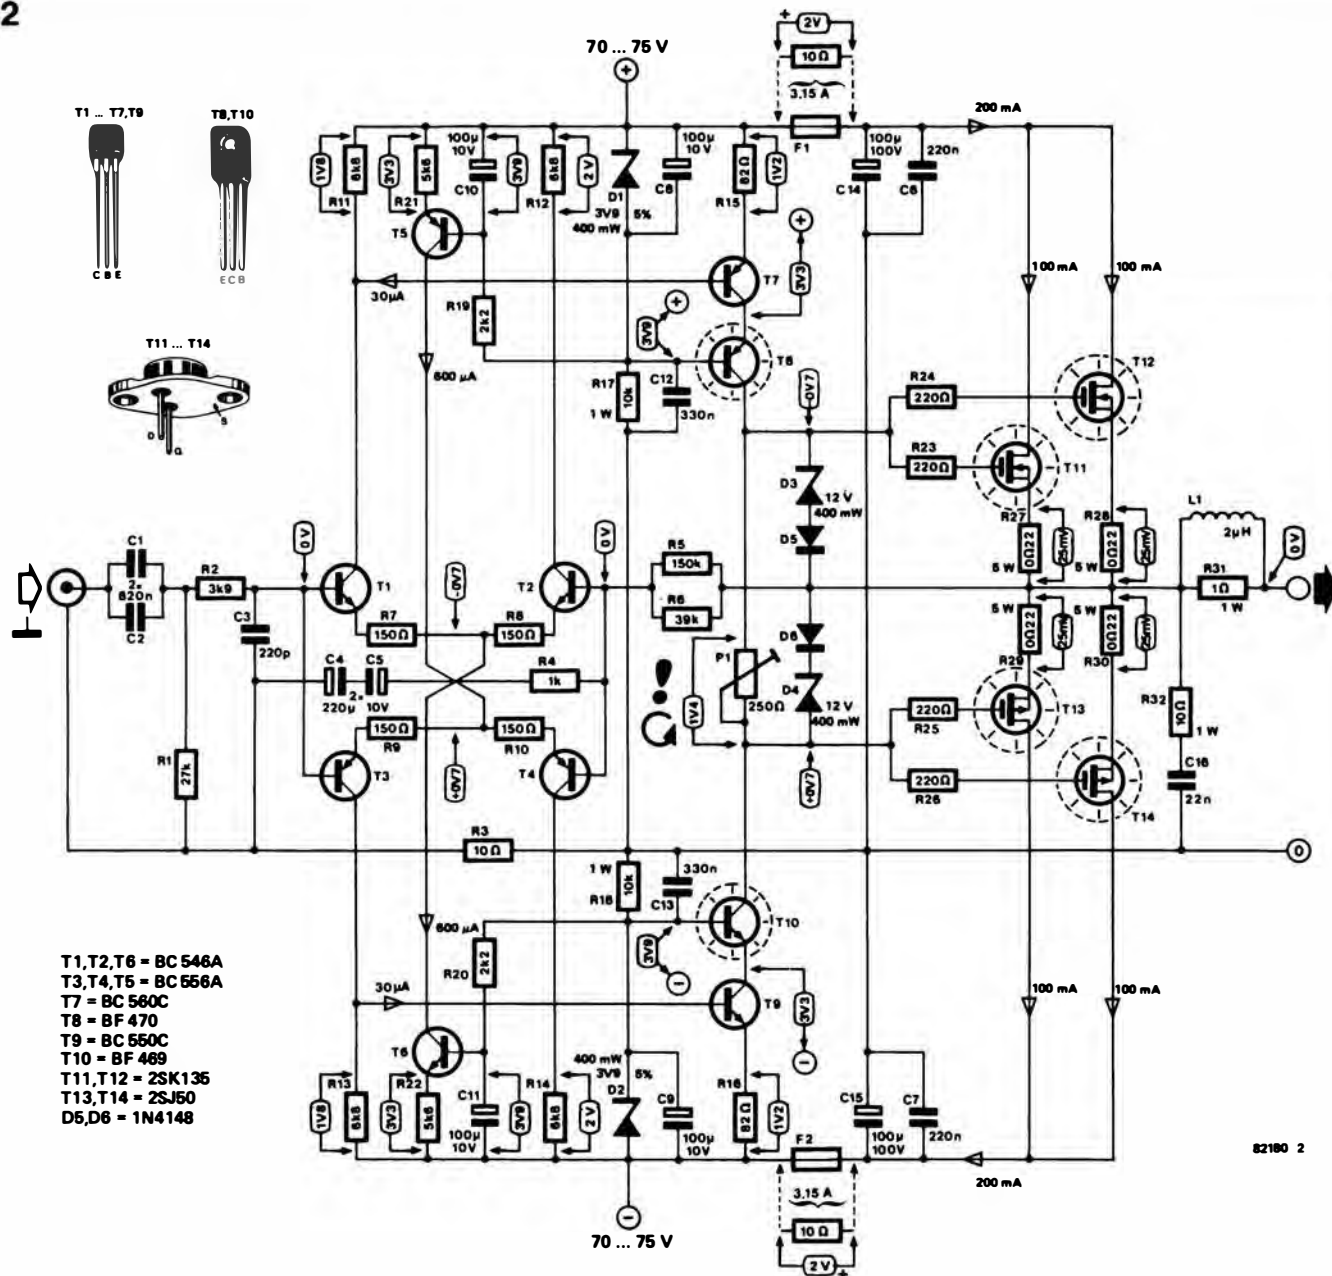 2
70 ... 75 V
+
2V
10Ω
3,15 A
F1
200 mA
T1 ... T7,T9
C B E
T8,T10
E C B
T11 ... T14
D
G
S
1V8
6k8
R11
3V3
5k6
R21
100µ
10V
C10
3V9
6k8
R12
2 V
D1
3V9
5%
400 mW
100µ
10V
C8
82Ω
1V2
R15
100µ
100V
C14
220n
C6
T5
30µA
T7
+
3V3
R19
2k2
3V9
+
T8
600 µA
R17
10k
1 W
C12
330n
-0V7
100 mA
100 mA
T12
R24
220Ω
R23
220Ω
T11
D3
12 V
400 mW
D5
R27
0Ω22
5 W
25mV
R28
0Ω22
5 W
25mV
L1
2µH
0V
R31
1Ω
1 W
C1
2x
820n
C2
R2
3k9
0V
T1
C3
220p
R7
150Ω
-0V7
R8
150Ω
T2
0V
R5
150k
R6
39k
C4
C5
220µ
2x
10V
R4
1k
P1
250Ω
1V4
D6
D4
12 V
400 mW
5 W
0Ω22
R29
25mV
5 W
0Ω22
R30
25mV
R32
10Ω
1 W
C16
22n
R1
27k
150Ω
R9
150Ω
R10
T3
+0V7
T4
+0V7
220Ω
R25
T13
220Ω
R26
T14
R3
10Ω
0
1 W
10k
R18
330n
C13
T10
600 µA
R20
2k2
3V9
−
30µA
T9
3V3
−
100 mA
100 mA
T6
1V8
R13
6k8
3V3
R22
5k6
C11
100µ
10V
3V9
R14
6k8
2 V
400 mW
3V9
5%
D2
C9
100µ
10V
R16
82Ω
1V2
C15
100µ
100V
C7
220n
F2
200 mA
3,15 A
10Ω
2 V
+
−
70 ... 75 V
T1,T2,T6 = BC 546A
T3,T4,T5 = BC 556A
T7 = BC 560C
T8 = BF 470
T9 = BC 550C
T10 = BF 469
T11,T12 = 2SK135
T13,T14 = 2SJ50
D5,D6 = 1N4148
82180 2